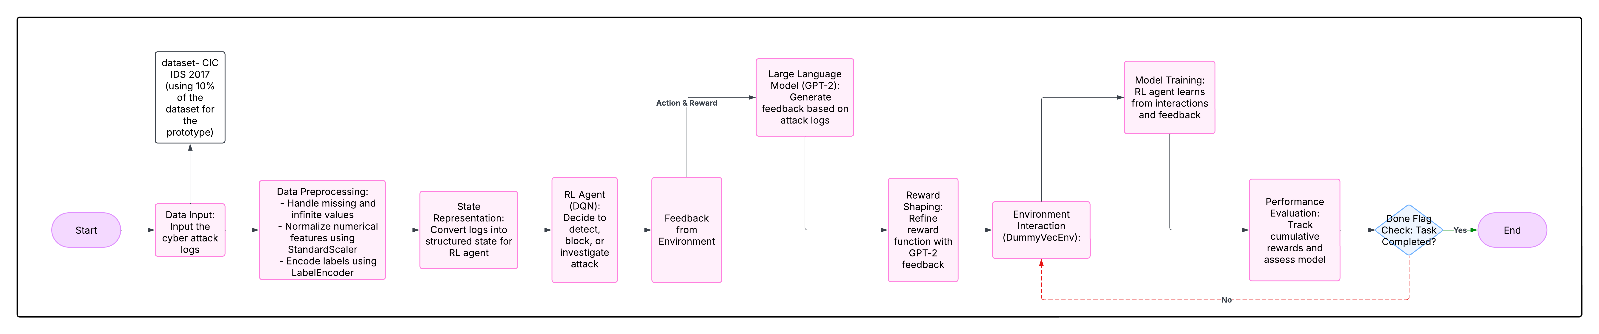 Start
dataset- CIC
IDS 2017
(using 10%
of the
dataset for
the
prototype)
Data Input:
Input the
cyber attack
logs
Data Preprocessing:
- Handle missing and
infinite values
- Normalize numerical
features using
StandardScaler
- Encode labels using
LabelEncoder
State
Representation:
Convert logs into
structured state for
RL agent
RL Agent
(DQN):
Decide to
detect,
block, or
investigate
attack
Feedback
from
Environment
Action & Reward
Large Language
Model (GPT-2):
Generate
feedback based on
attack logs
Reward
Shaping:
Refine
reward
function with
GPT-2
feedback
Environment
Interaction
(DummyVecEnv):
Model Training:
RL agent learns
from interactions
and feedback
Performance
Evaluation:
Track
cumulative
rewards and
assess model
Done Flag
Check: Task
Completed?
Yes
No
End